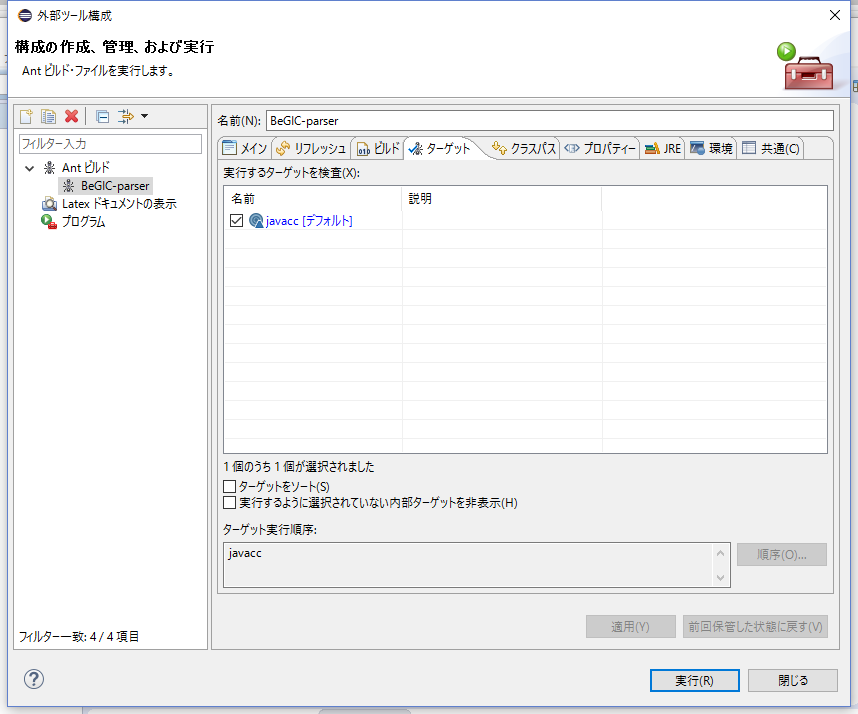 外部ツール構成
構成の作成、管理、および実行
Ant ビルド・ファイルを実行します。
フィルター入力
Ant ビルド
BeGIC-parser
Latex ドキュメントの表示
プログラム
フィルター一致: 4 / 4 項目
名前(N): BeGIC-parser
メイン リフレッシュ ビルド ターゲット クラスパス プロパティー JRE 環境 共通(C)
実行するターゲットを検査(X):
名前 説明
javacc [デフォルト]
1 個のうち 1 個が選択されました
ターゲットをソート(S)
実行するように選択されていない内部ターゲットを非表示(H)
ターゲット実行順序:
javacc
順序(O)...
適用(Y) 前回保管した状態に戻す(V)
実行(R) 閉じる